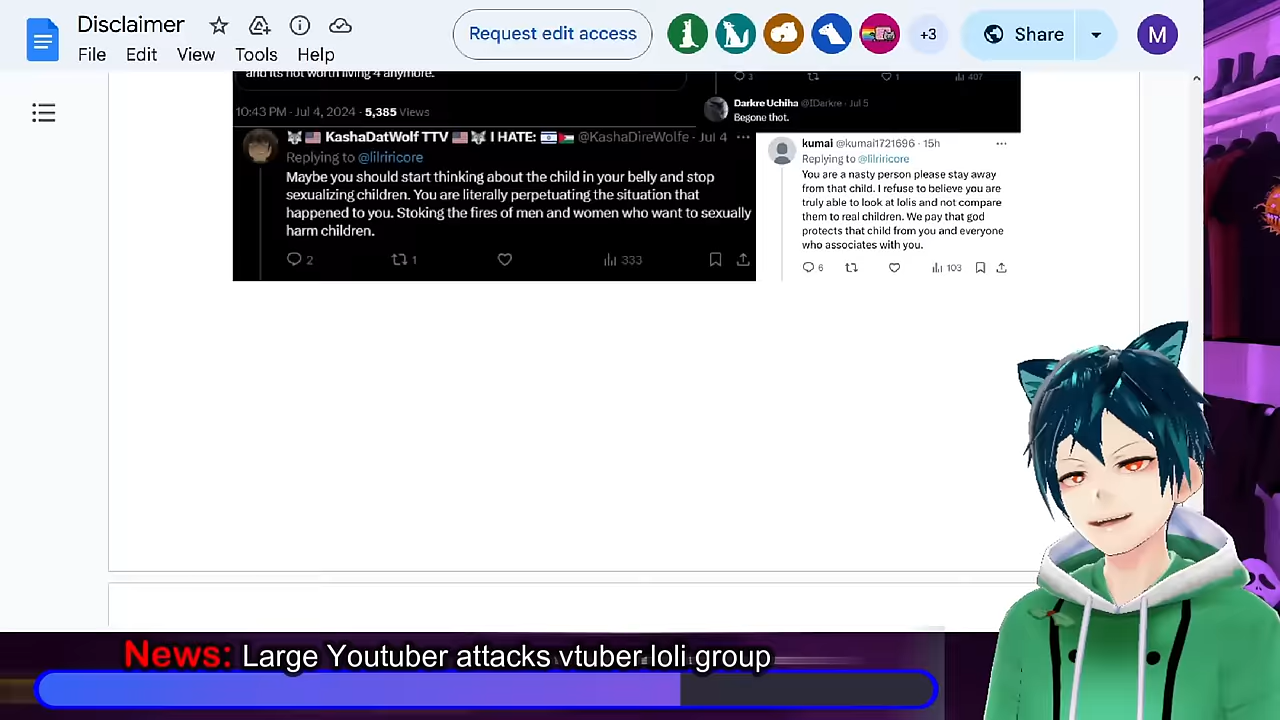 Disclaimer
File Edit View Tools Help
Request edit access
+3
Share
M
and its not worth living 4 anymore.
10:43 PM · Jul 4, 2024 · 5,385 Views
3 1 407
Darkre Uchiha @IDarkre · Jul 5
Begone thot.
KashaDatWolf TTV I HATE: @KashaDireWolfe · Jul 4 ···
Replying to @lilriricore
Maybe you should start thinking about the child in your belly and stop
sexualizing children. You are literally perpetuating the situation that
happened to you. Stoking the fires of men and women who want to sexually
harm children.
2 1 333
kumai @kumai1721696 · 15h ···
Replying to @lilriricore
You are a nasty person please stay away
from that child. I refuse to believe you are
truly able to look at lolis and not compare
them to real children. We pay that god
protects that child from you and everyone
who associates with you.
6 103
News: Large Youtuber attacks vtuber loli group